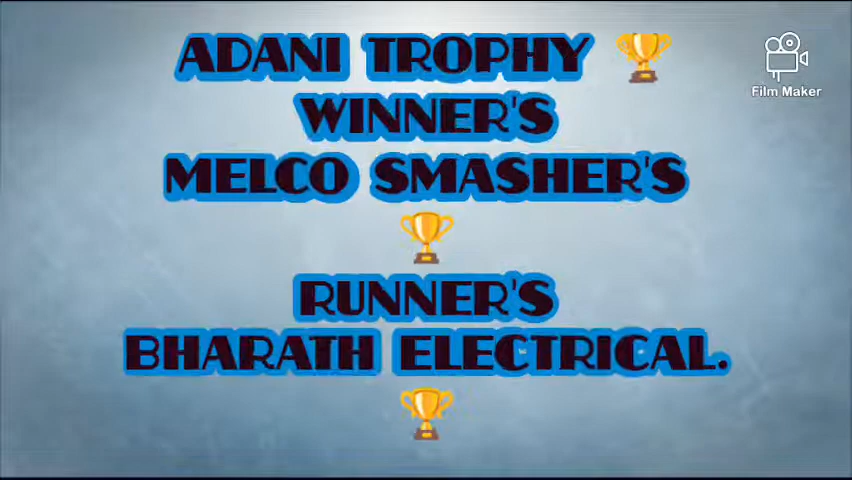 ADANI TROPHY 🏆
Film Maker
WINNER'S
MELCO SMASHER'S
🏆
RUNNER'S
BHARATH ELECTRICAL.
🏆